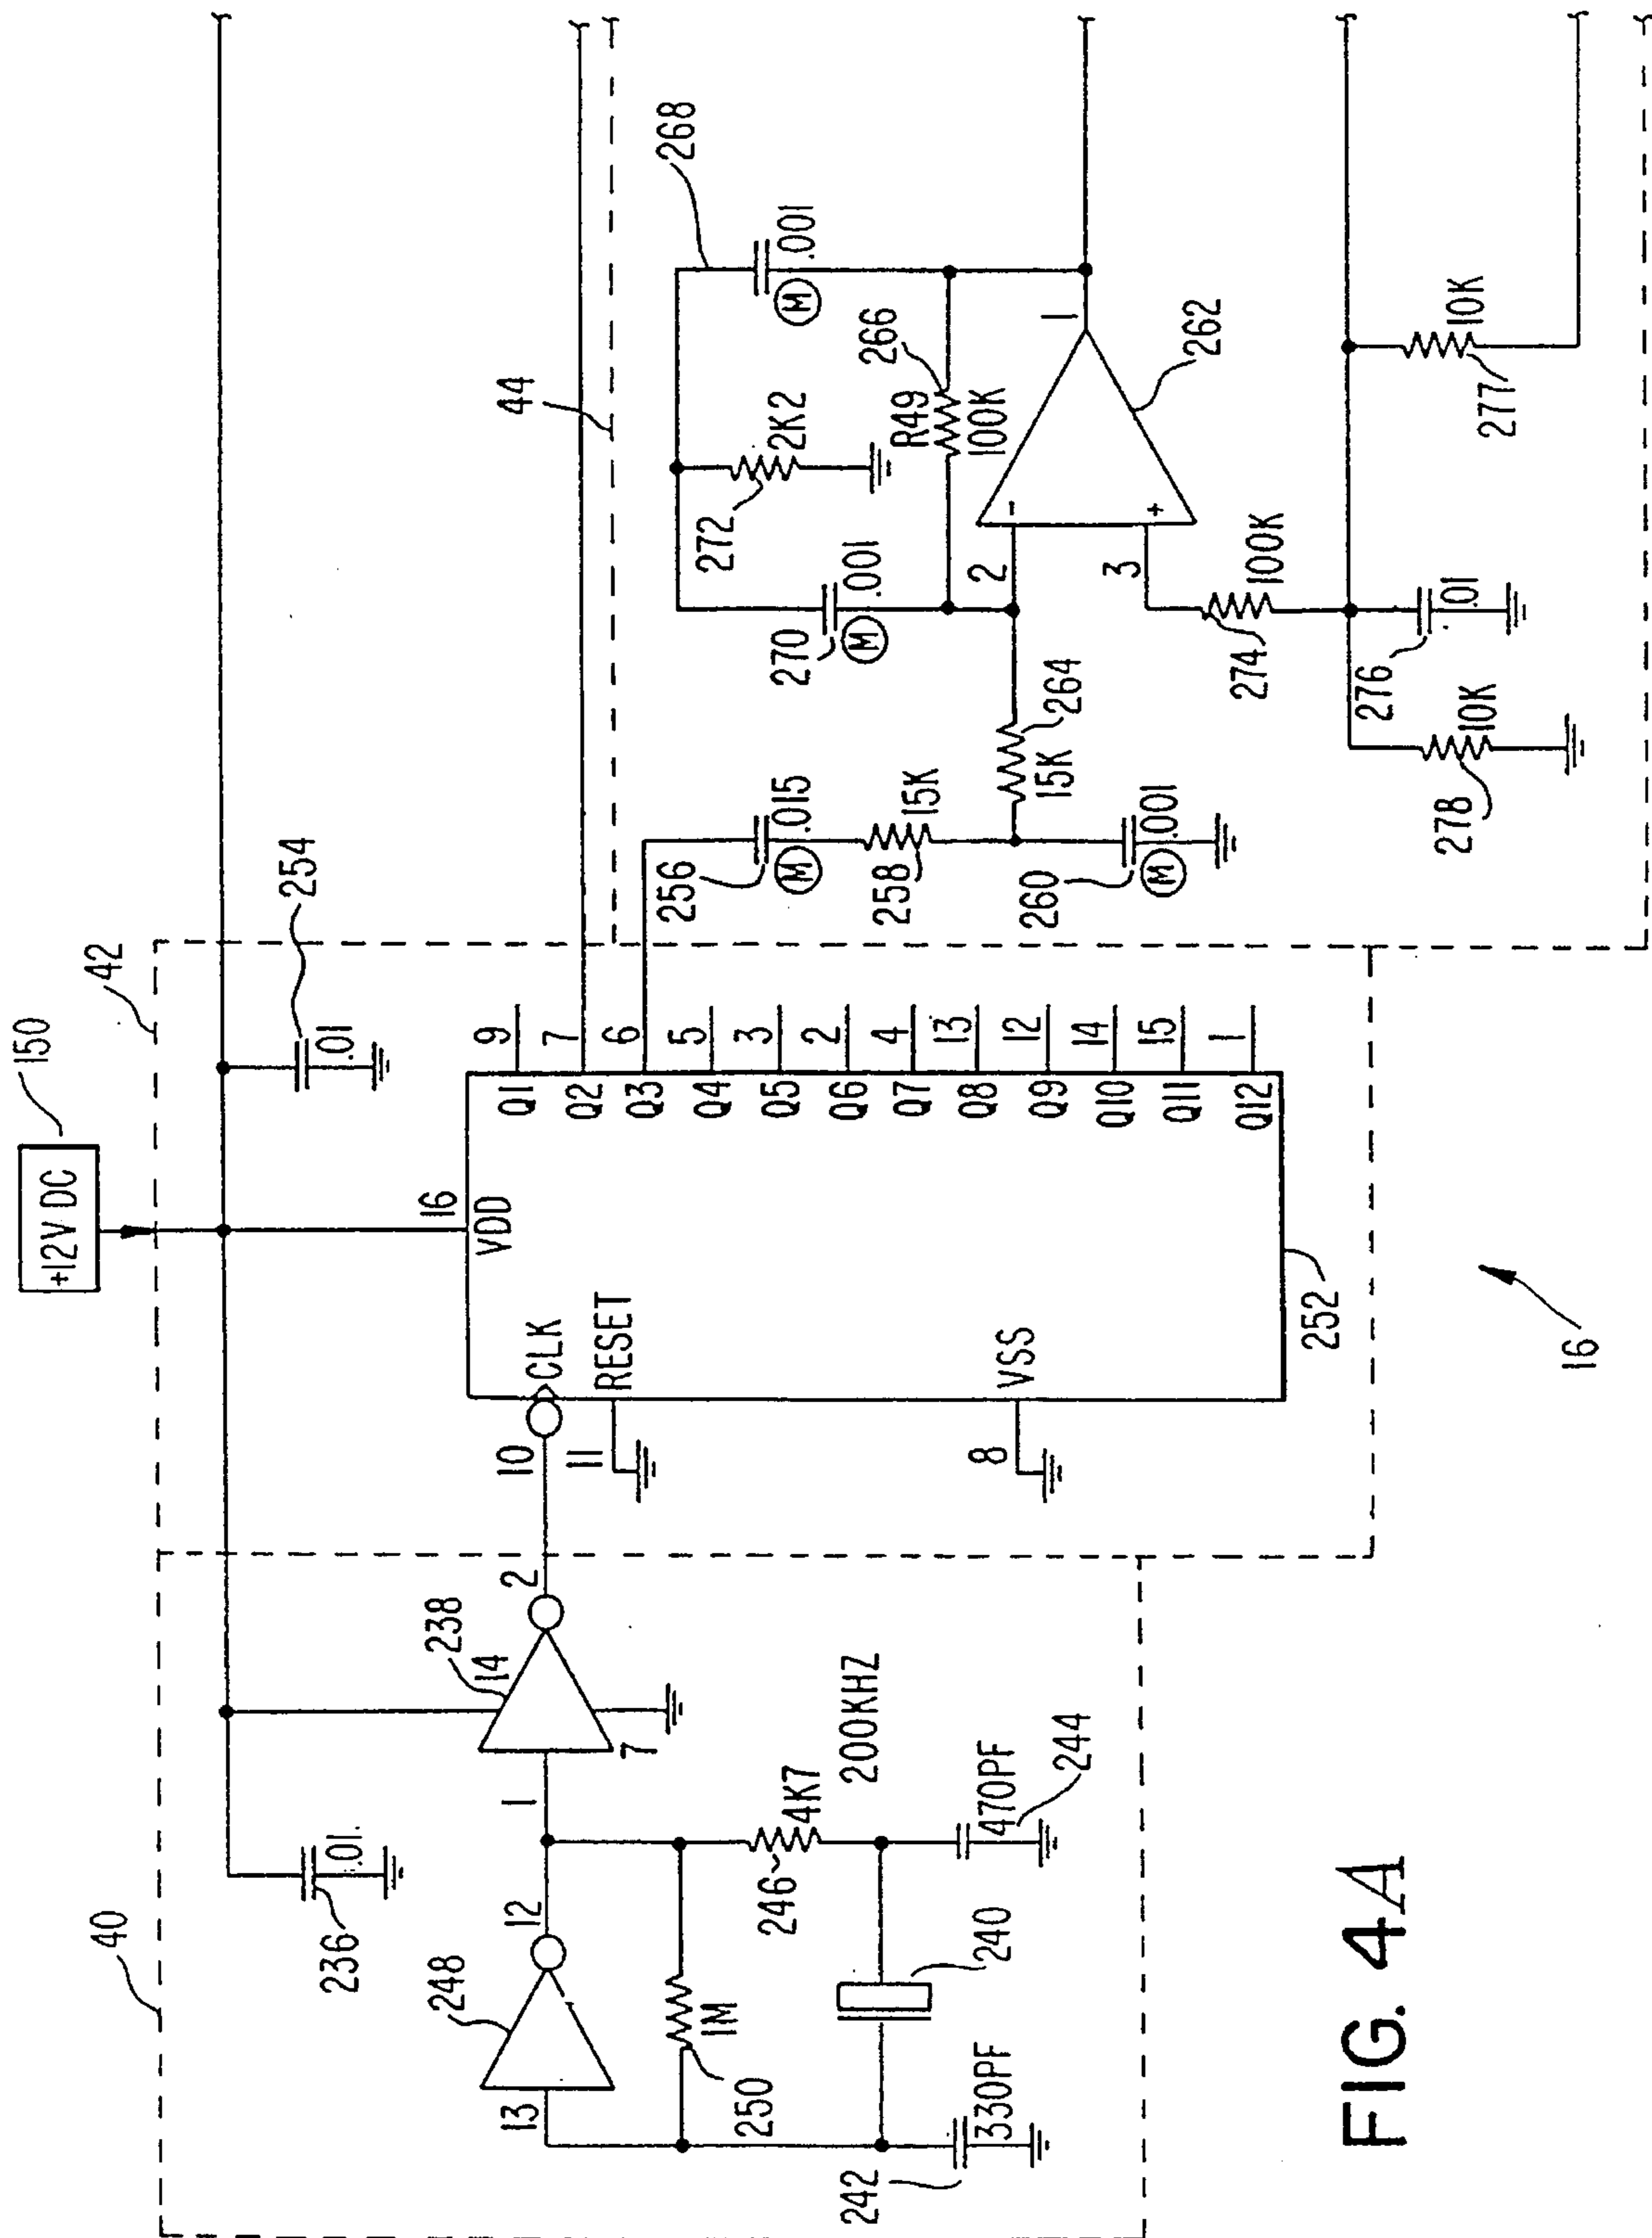 +12V DC
150
40
42
254
.01
236
.01.
238
14
248
13
12
1
7
2
10
CLK
11
RESET
16
VDD
8
VSS
252
250
1M
246
4K7
200KHZ
240
242
330PF
470PF
244
Q1 9
Q2 7
Q3 6
Q4 5
Q5 3
Q6 2
Q7 4
Q8 13
Q9 12
Q10 14
Q11 15
Q12 1
44
268
.001
M
272
2K2
270
.001
M
R49
266
100K
256
.015
M
258
15K
264
15K
260
.001
M
2
-
3
+
1
262
274
100K
276
.01
278
10K
277
10K
16
FIG. 4A